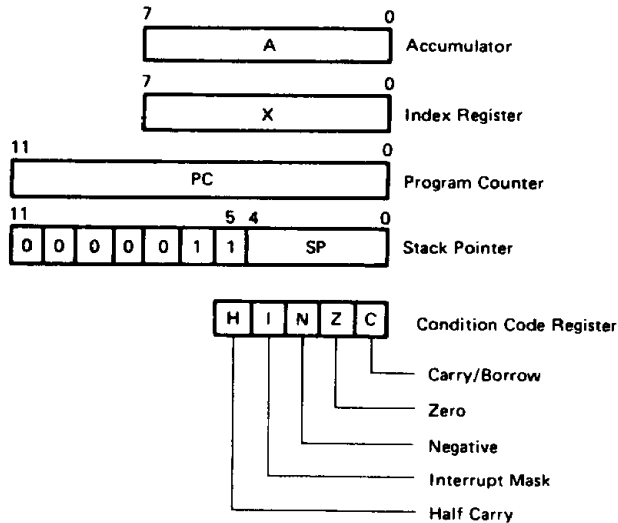 7 0
A Accumulator
7 0
X Index Register
11 0
PC Program Counter
11 5 4 0
0 0 0 0 0 1 1 SP Stack Pointer
H I N Z C Condition Code Register
Carry/Borrow
Zero
Negative
Interrupt Mask
Half Carry